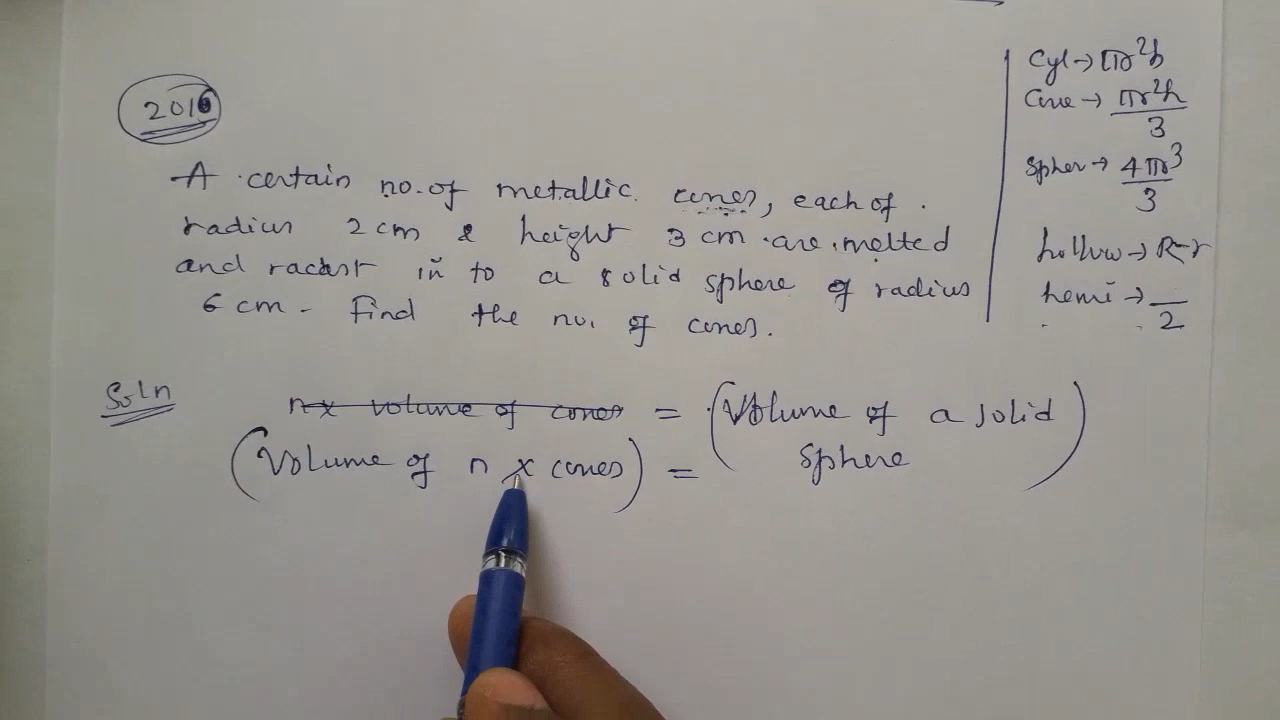 2016
A certain no. of metallic cones, each of
radius 2 cm & height 3 cm are melted
and racast in to a solid sphere of radius
6 cm. Find the no. of cones.
Cyl → πr²h
Cone → πr²h/3
Spher → 4πr³/3
hollow → R-r
hemi → —/2
Soln
n x volume of cones = (Volume of a solid
(Volume of n x cones) = Sphere)